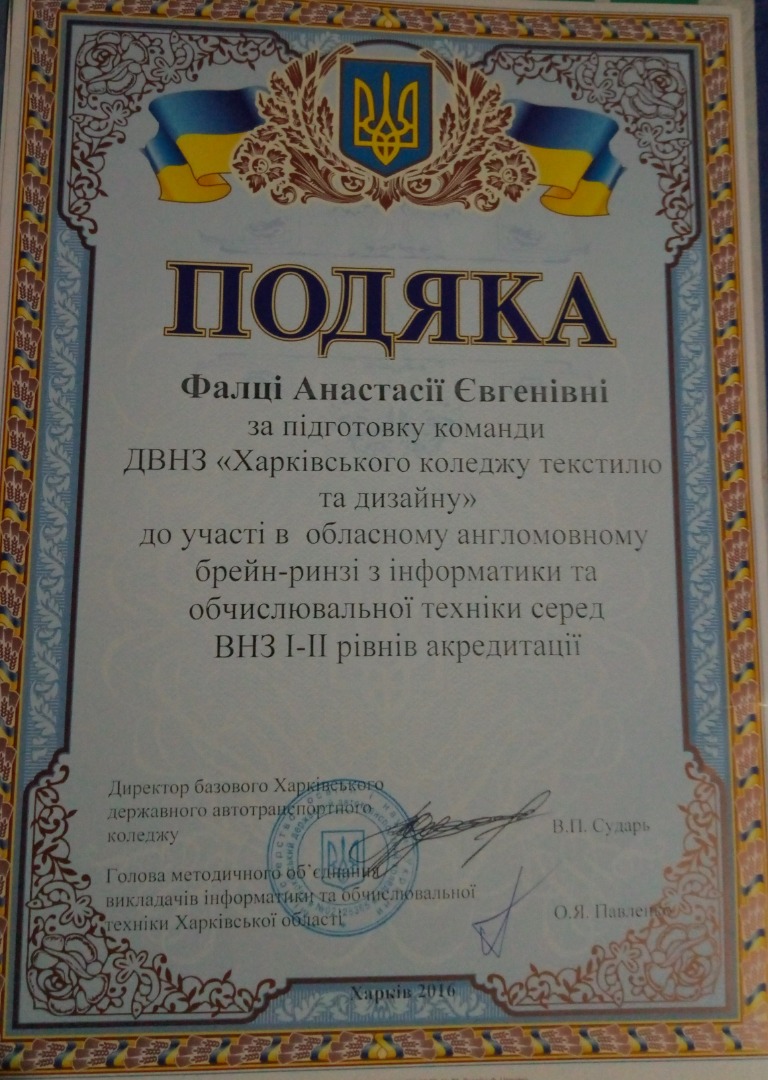 ПОДЯКА
Фалці Анастасії Євгенівні
за підготовку команди
ДВНЗ «Харківського коледжу текстилю
та дизайну»
до участі в обласному англомовному
брейн-ринзі з інформатики та
обчислювальної техніки серед
ВНЗ І-ІІ рівнів акредитації
Директор базового Харківського
державного автотранспортного
коледжу
В.П. Сударь
Голова методичного об'єднання
викладачів інформатики та обчислювальної
техніки Харківської області
О.Я. Павленко
Харків 2016